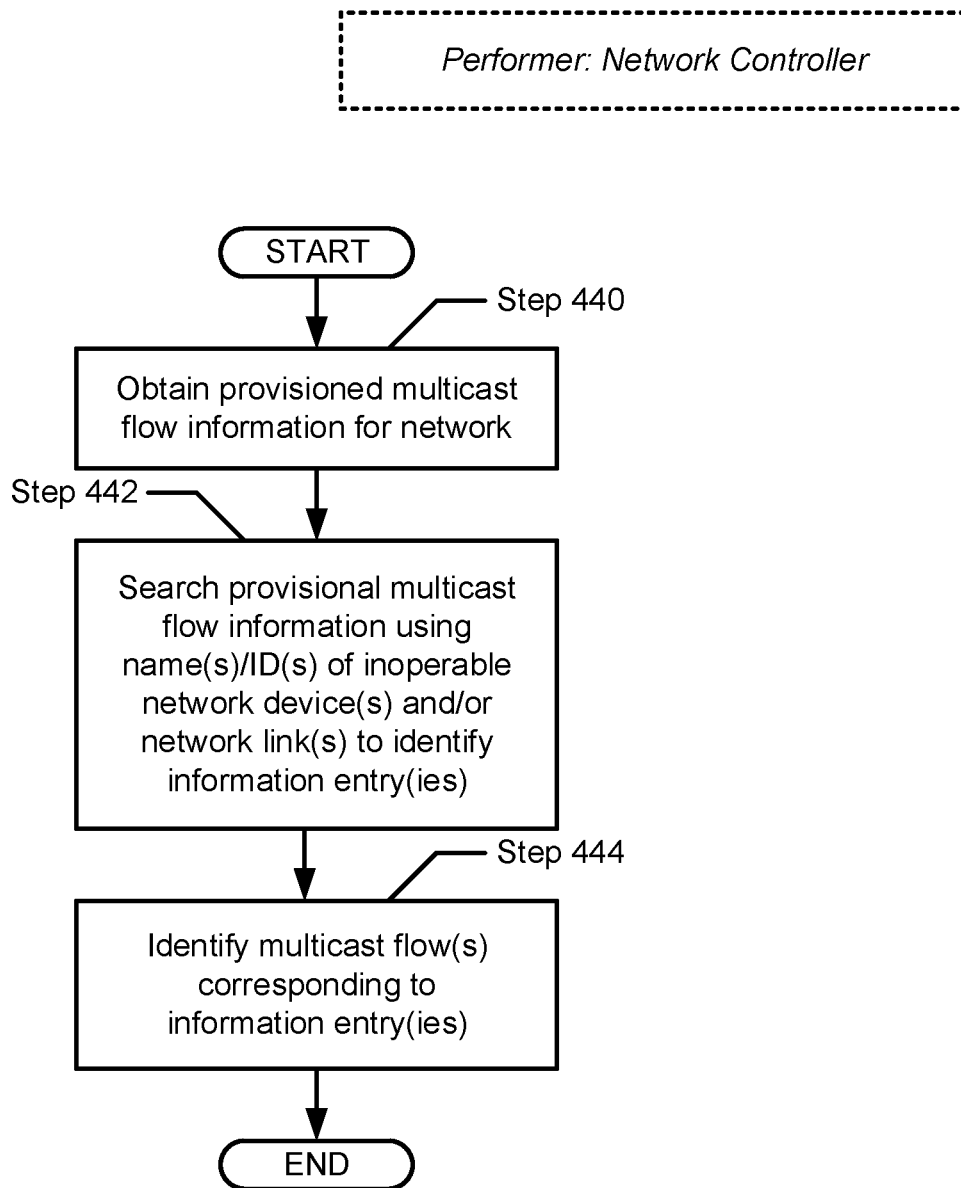 Performer: Network Controller
START
Step 440
Obtain provisioned multicast
flow information for network
Step 442
Search provisional multicast
flow information using
name(s)/ID(s) of inoperable
network device(s) and/or
network link(s) to identify
information entry(ies)
Step 444
Identify multicast flow(s)
corresponding to
information entry(ies)
END